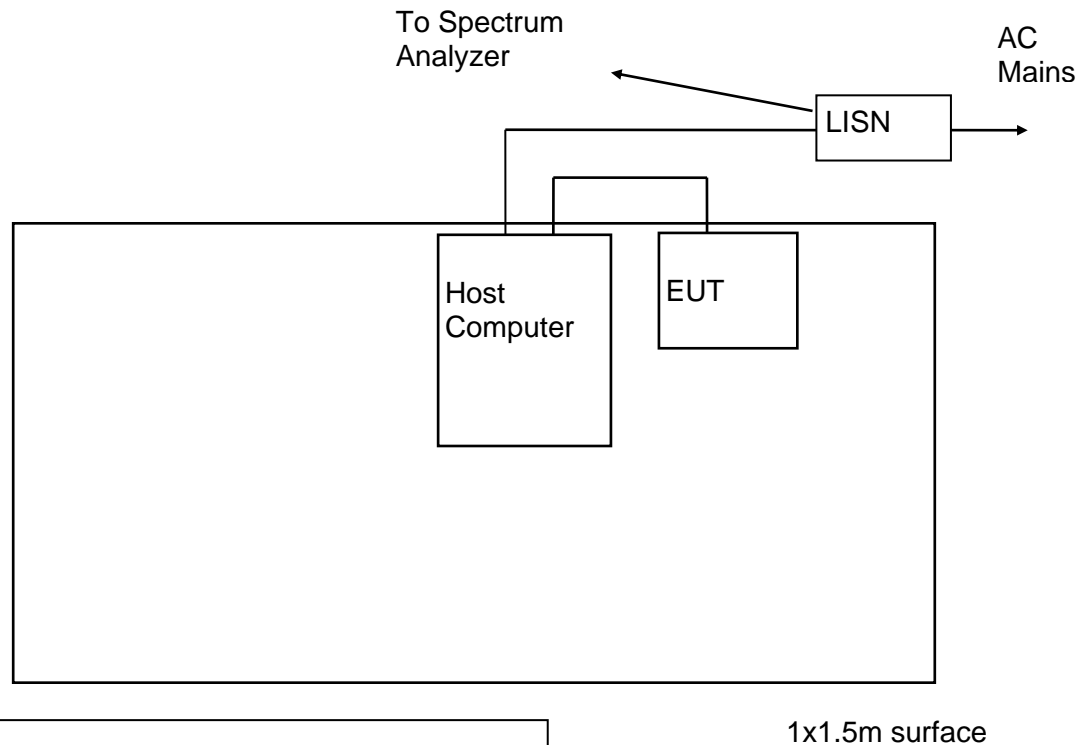 To Spectrum
Analyzer
AC
Mains
LISN
Host
Computer
EUT
1x1.5m surface